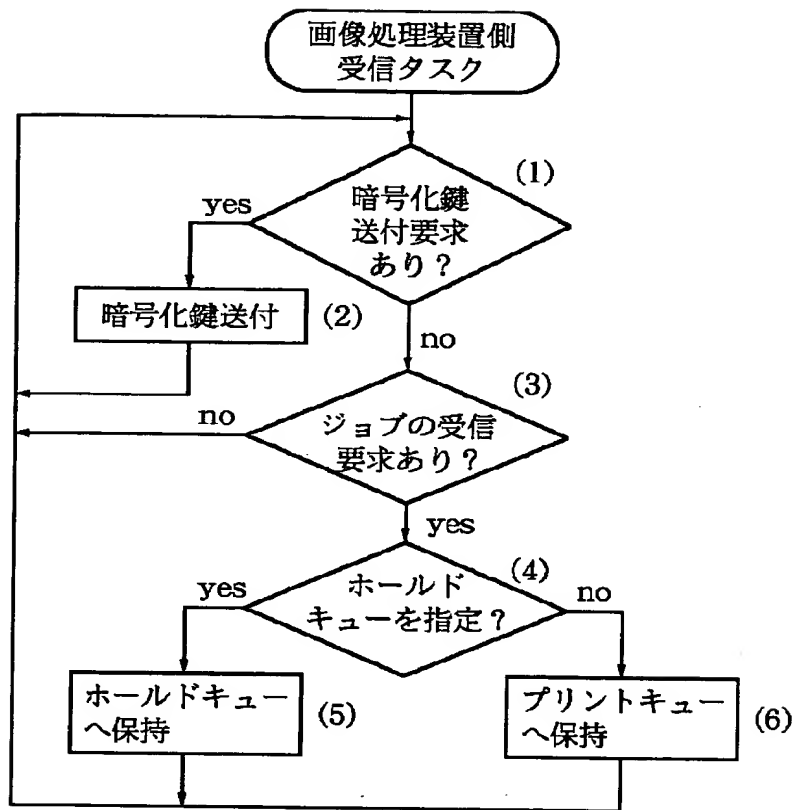 画像処理装置側
受信タスク
(1)
暗号化鍵
送付要求
あり?
yes
暗号化鍵送付
(2)
no
(3)
ジョブの受信
要求あり?
no
yes
(4)
ホールド
キューを指定?
yes
no
ホールドキュー
へ保持
(5)
プリントキュー
へ保持
(6)